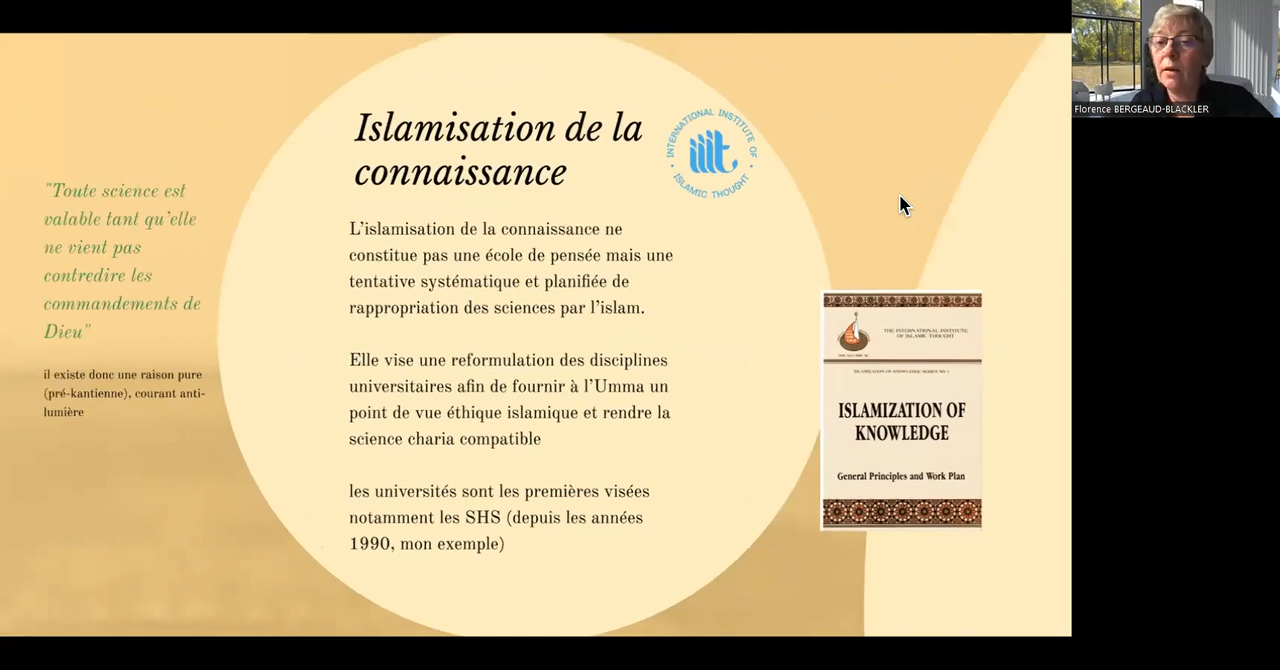 Florence BERGEAUD-BLACKLER
Islamisation de la
connaissance
INTERNATIONAL INSTITUTE OF
ISLAMIC THOUGHT
iiit
"Toute science est
valable tant qu'elle
ne vient pas
contredire les
commandements de
Dieu"
il existe donc une raison pure
(pré-kantienne), courant anti-
lumière
L'islamisation de la connaissance ne
constitue pas une école de pensée mais une
tentative systématique et planifiée de
rappropriation des sciences par l'islam.
Elle vise une reformulation des disciplines
universitaires afin de fournir à l'Umma un
point de vue éthique islamique et rendre la
science charia compatible
les universités sont les premières visées
notamment les SHS (depuis les années
1990, mon exemple)
THE INTERNATIONAL INSTITUTE
OF ISLAMIC THOUGHT
ISLAMIZATION OF KNOWLEDGE SERIES NO. 1
ISLAMIZATION OF
KNOWLEDGE
General Principles and Work Plan